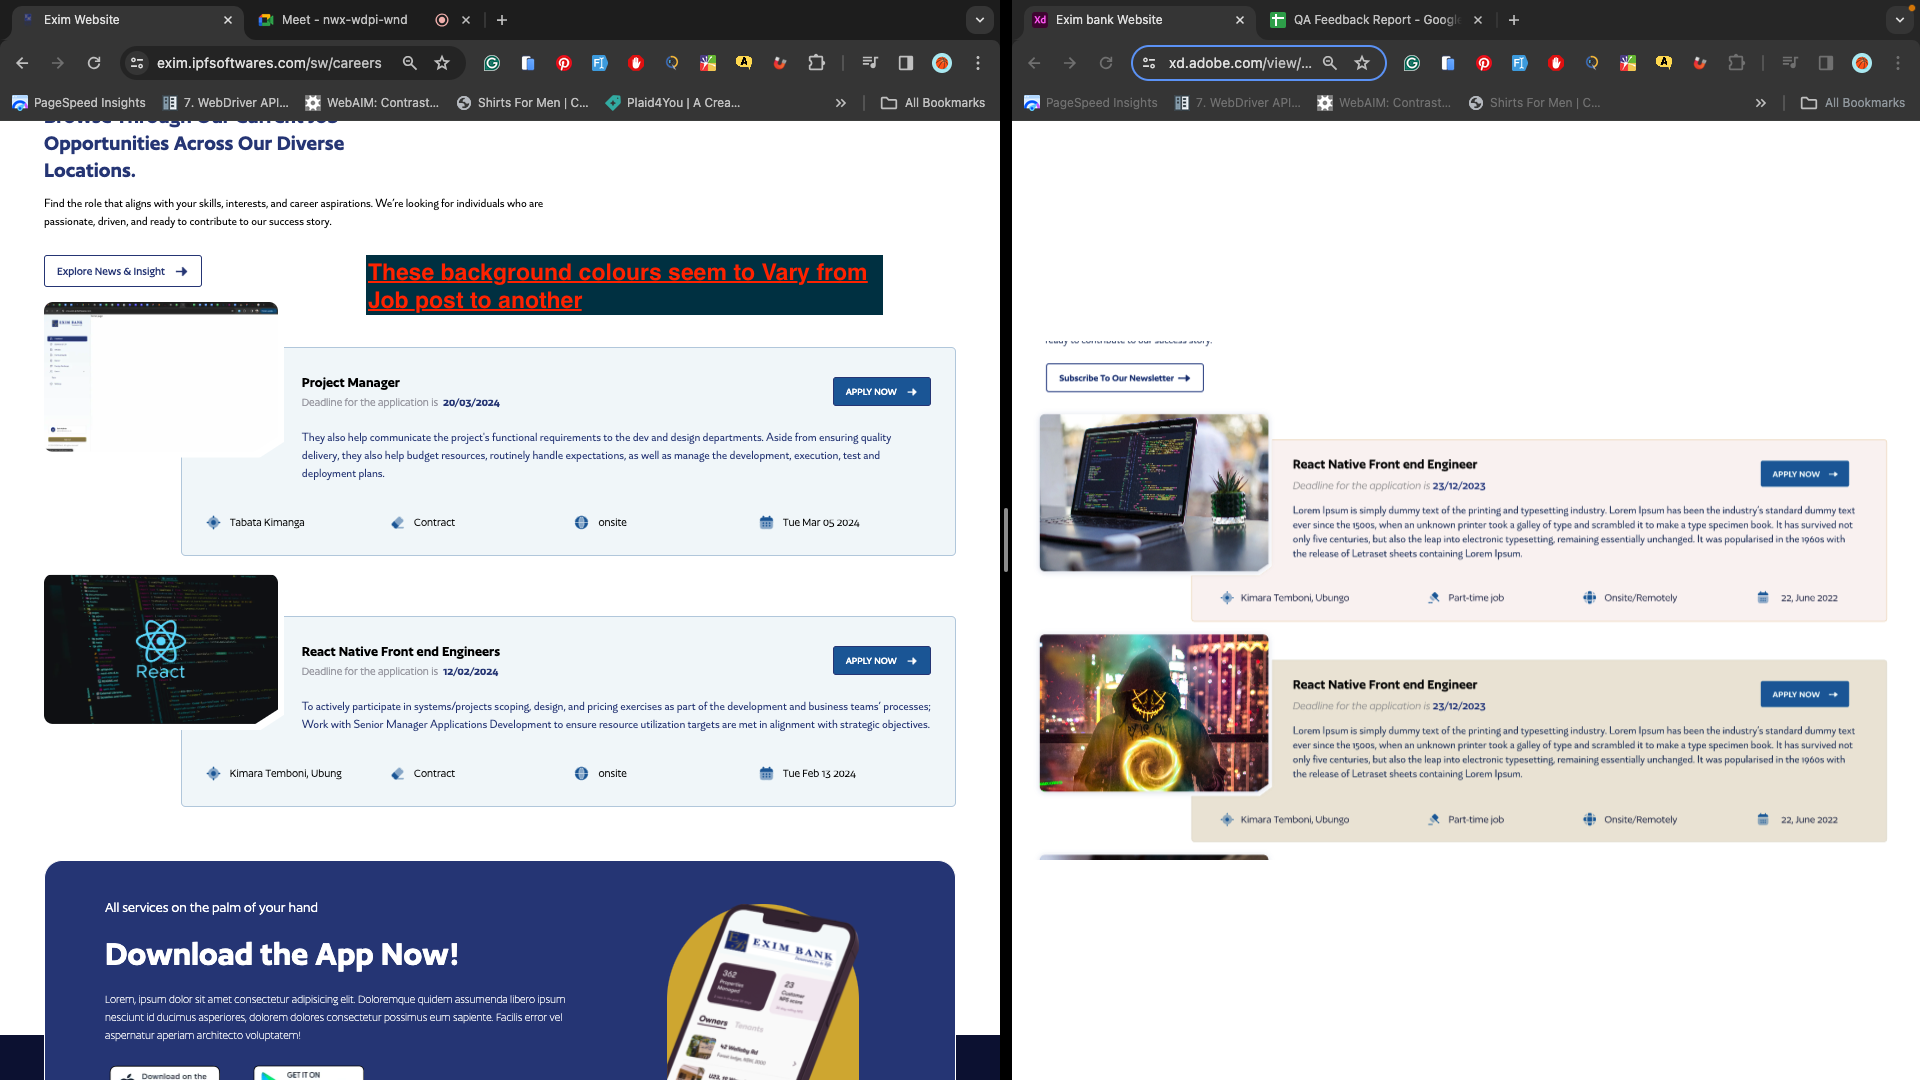 Exim Website
Meet - nwx-wdpi-wnd
exim.ipfsoftwares.com/sw/careers
PageSpeed Insights
7. WebDriver API...
WebAIM: Contrast...
Shirts For Men | C...
Plaid4You | A Crea...
All Bookmarks
Browse Through Our Current Job
Opportunities Across Our Diverse
Locations.
Find the role that aligns with your skills, interests, and career aspirations. We're looking for individuals who are
passionate, driven, and ready to contribute to our success story.
Explore News & Insight
These background colours seem to Vary from
Job post to another
Project Manager
Deadline for the application is 20/03/2024
APPLY NOW
They also help communicate the project's functional requirements to the dev and design departments. Aside from ensuring quality
delivery, they also help budget resources, routinely handle expectations, as well as manage the development, execution, test and
deployment plans.
Tabata Kimanga
Contract
onsite
Tue Mar 05 2024
React
React Native Front end Engineers
Deadline for the application is 12/02/2024
APPLY NOW
To actively participate in systems/projects scoping, design, and pricing exercises as part of the development and business teams' processes;
Work with Senior Manager Applications Development to ensure resource utilization targets are met in alignment with strategic objectives.
Kimara Temboni, Ubung
Contract
onsite
Tue Feb 13 2024
All services on the palm of your hand
Download the App Now!
Lorem, ipsum dolor sit amet consectetur adipisicing elit. Doloremque quidem assumenda libero ipsum
nesciunt id ducimus asperiores, dolorem dolores consectetur possimus eum sapiente. Facilis error vel
aspernatur aperiam architecto voluptatem!
Download on the
GET IT ON
EXIM BANK
362
Properties
Managed
23
Customer
NPS score
Owners
Tenants
42 Wallaby Rd
Exim bank Website
QA Feedback Report - Googl
xd.adobe.com/view/...
PageSpeed Insights
7. WebDriver API...
WebAIM: Contrast...
Shirts For Men | C...
All Bookmarks
ready to contribute to our success story.
Subscribe To Our Newsletter
React Native Front end Engineer
Deadline for the application is 23/12/2023
APPLY NOW
Lorem Ipsum is simply dummy text of the printing and typesetting industry. Lorem Ipsum has been the industry's standard dummy text
ever since the 1500s, when an unknown printer took a galley of type and scrambled it to make a type specimen book. It has survived not
only five centuries, but also the leap into electronic typesetting, remaining essentially unchanged. It was popularised in the 1960s with
the release of Letraset sheets containing Lorem Ipsum.
Kimara Temboni, Ubungo
Part-time job
Onsite/Remotely
22, June 2022
React Native Front end Engineer
Deadline for the application is 23/12/2023
APPLY NOW
Lorem Ipsum is simply dummy text of the printing and typesetting industry. Lorem Ipsum has been the industry's standard dummy text
ever since the 1500s, when an unknown printer took a galley of type and scrambled it to make a type specimen book. It has survived not
only five centuries, but also the leap into electronic typesetting, remaining essentially unchanged. It was popularised in the 1960s with
the release of Letraset sheets containing Lorem Ipsum.
Kimara Temboni, Ubungo
Part-time job
Onsite/Remotely
22, June 2022